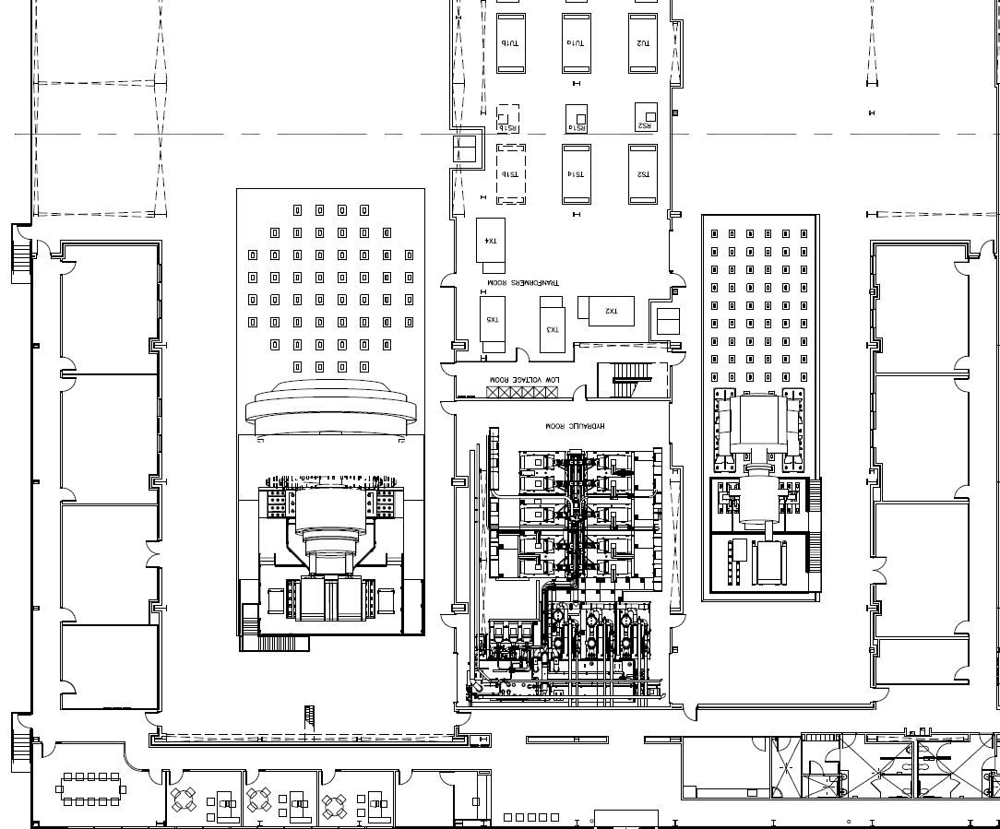 TU1b TU1a TU2
RS1b RS1a RS2
TS1b TS1a TS2
TX4
TRANFORMERS ROOM
TX5 TX3 TX2
LOW VOLTAGE ROOM
HYDRAULIC ROOM